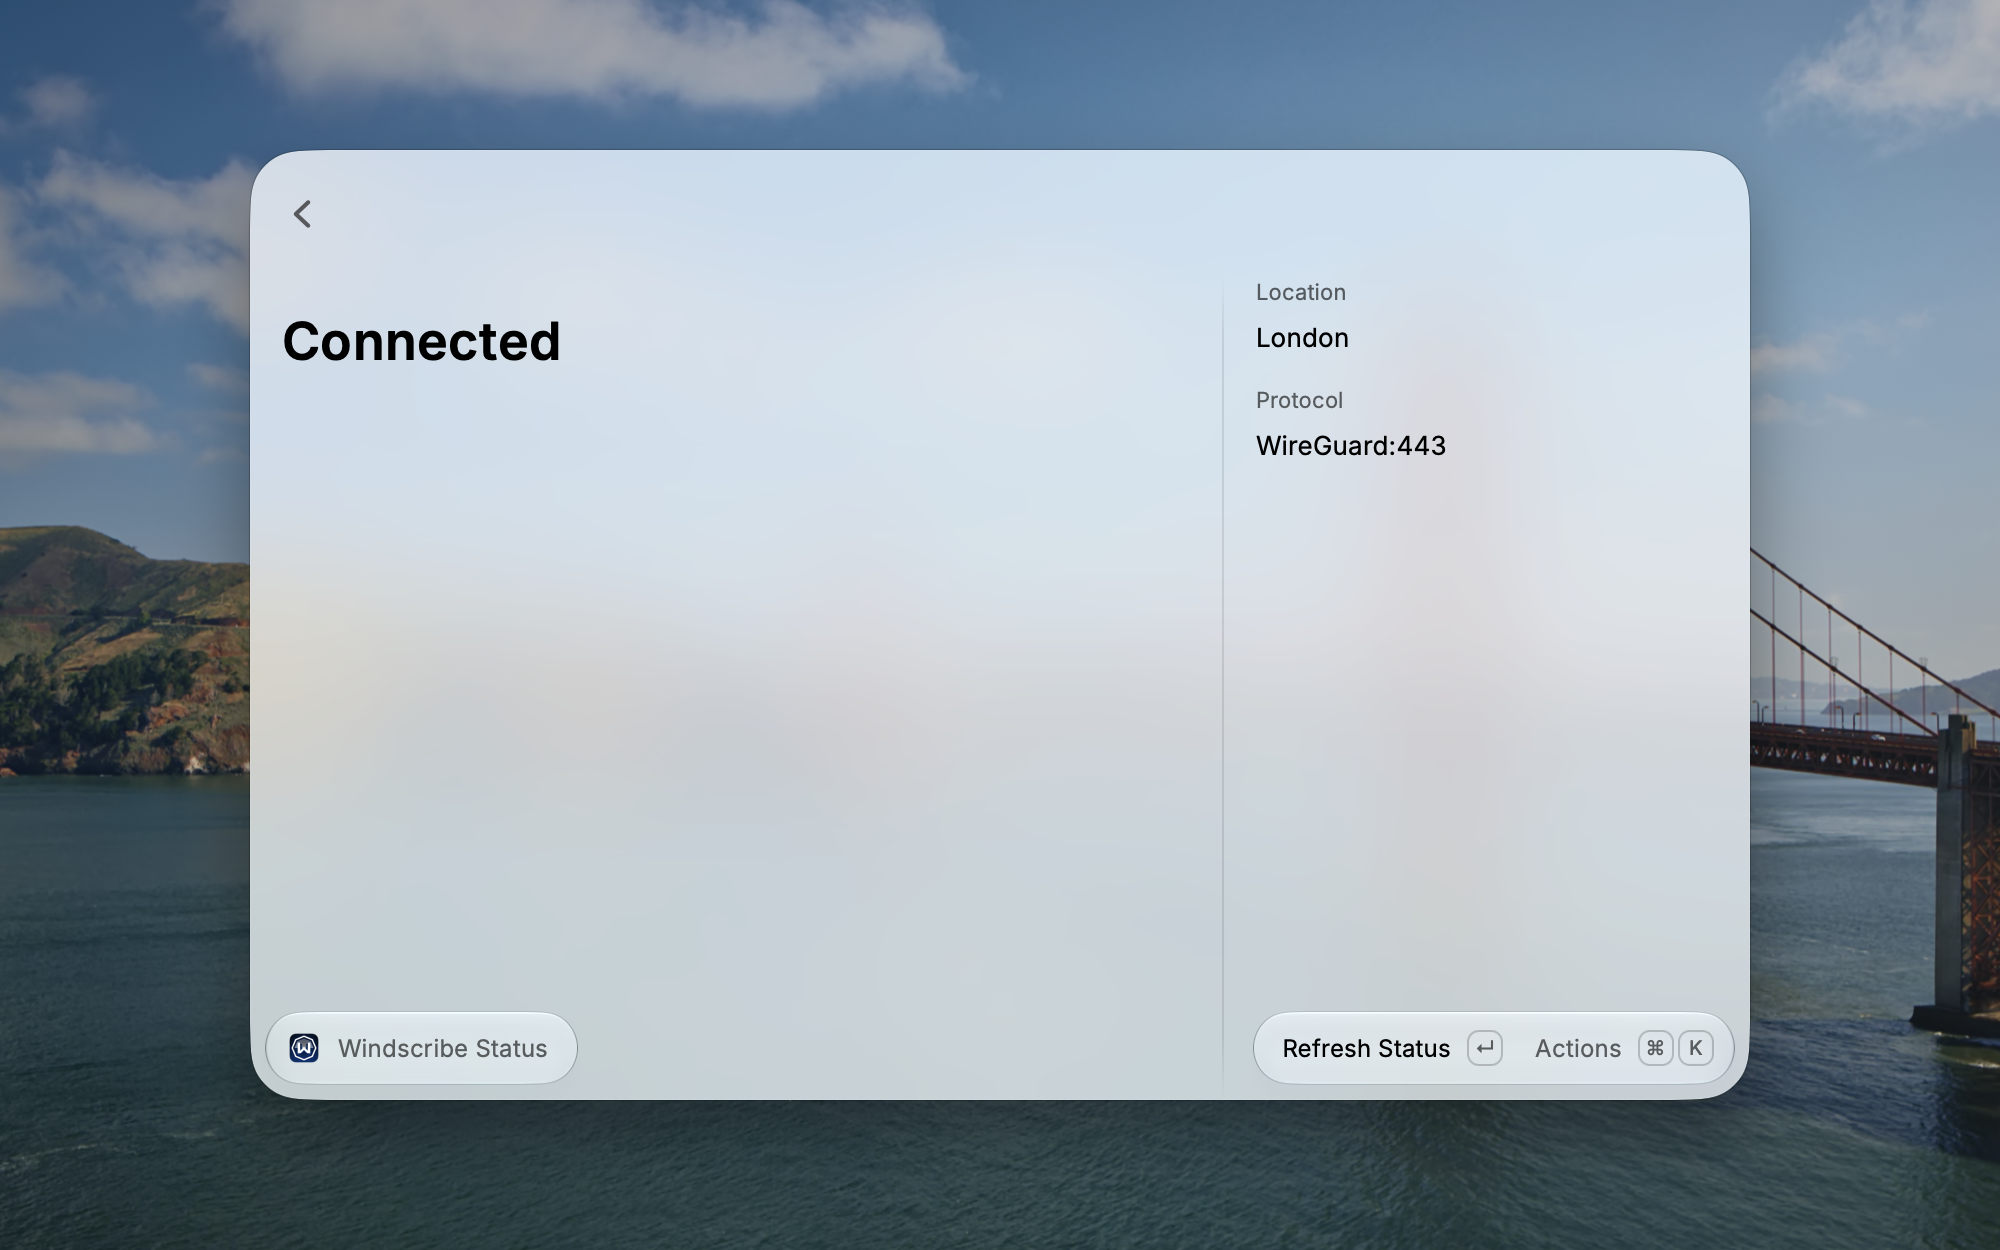 Connected
Location
London
Protocol
WireGuard:443
Windscribe Status
Refresh Status ↵ Actions ⌘ K